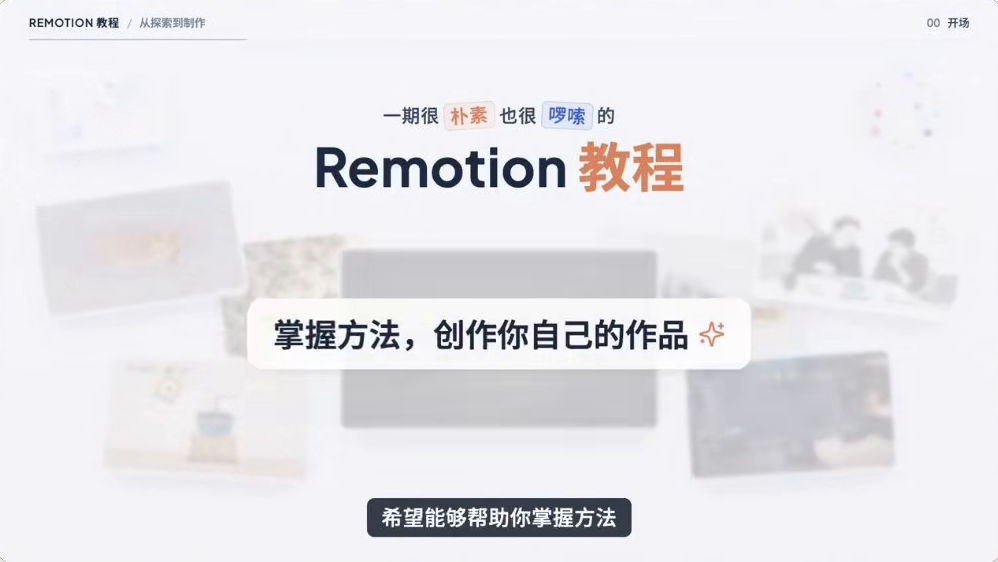 REMOTION 教程 / 从探索到制作
00 开场
一期很 朴素 也很 啰嗦 的
Remotion 教程
掌握方法，创作你自己的作品
希望能够帮助你掌握方法